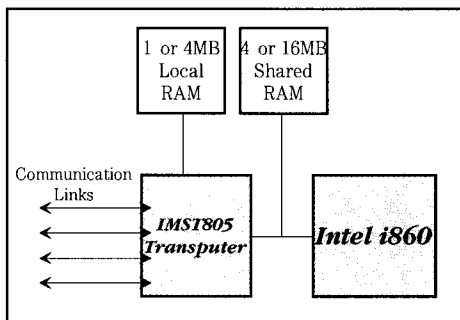 1 or 4MB
Local
RAM
4 or 16MB
Shared
RAM
Communication
Links
IMST805
Transputer
Intel i860